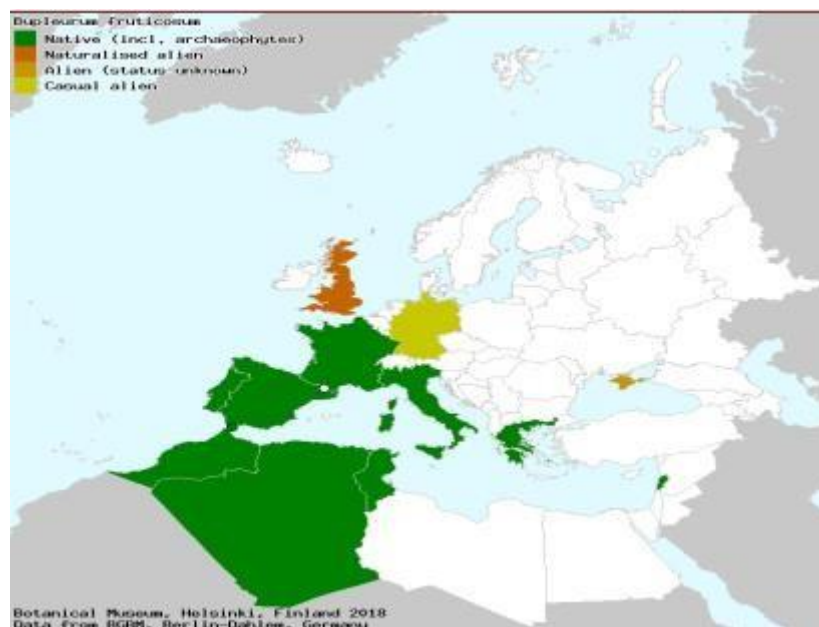 Bupleurum fruticosum
Native (incl. archaeophytes)
Naturalised alien
Alien (status unknown)
Casual alien
Botanical Museum, Helsinki, Finland 2018
Data from BGBM, Berlin-Dahlem, Germany